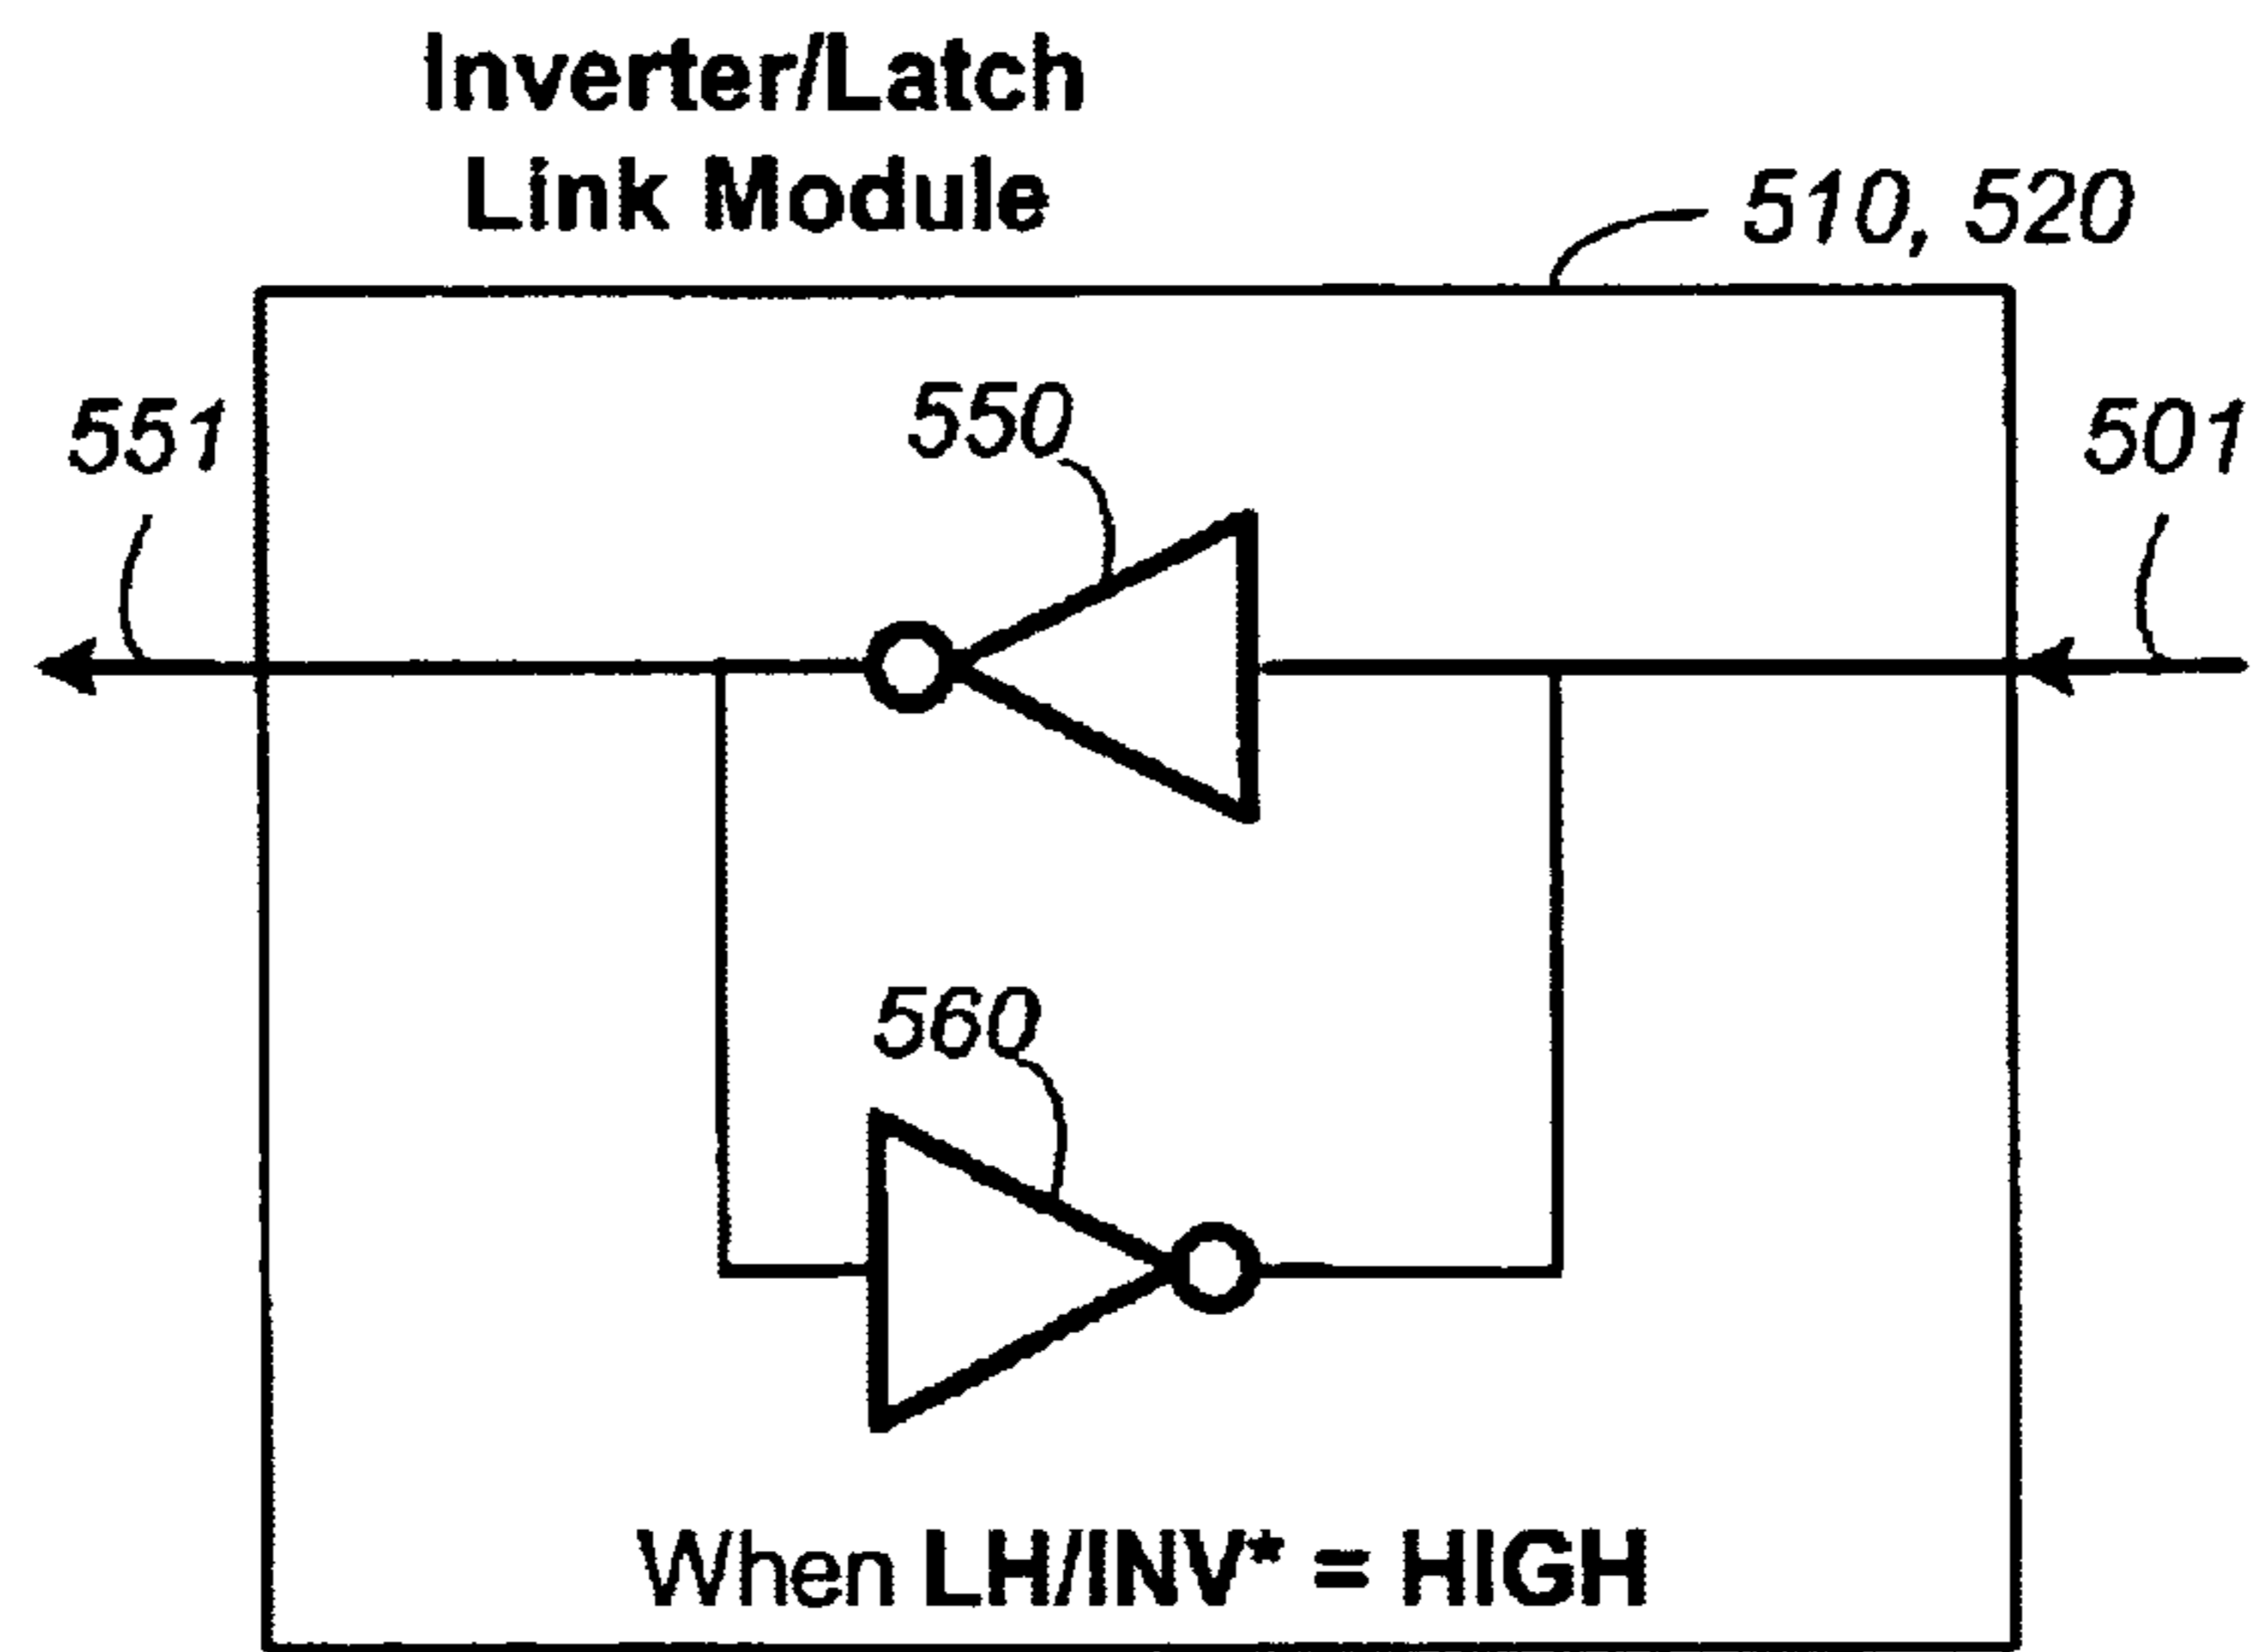 Inverter/Latch
Link Module
510, 520
551
550
501
560
When LH/INV* = HIGH